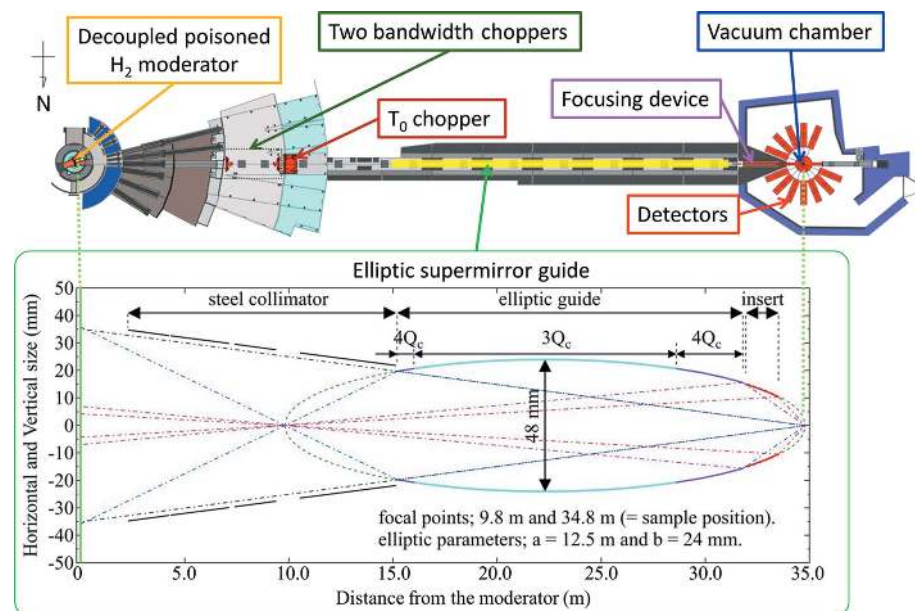 Decoupled poisoned
H₂ moderator
Two bandwidth choppers
Vacuum chamber
N
T₀ chopper
Focusing device
Detectors
Elliptic supermirror guide
50
40
30
20
10
0
-10
-20
-30
-40
-50
Horizontal and Vertical size (mm)
steel collimator
elliptic guide
insert
4Qc
3Qc
4Qc
48 mm
focal points; 9.8 m and 34.8 m (= sample position).
elliptic parameters; a = 12.5 m and b = 24 mm.
0
5.0
10.0
15.0
20.0
25.0
30.0
35.0
Distance from the moderator (m)